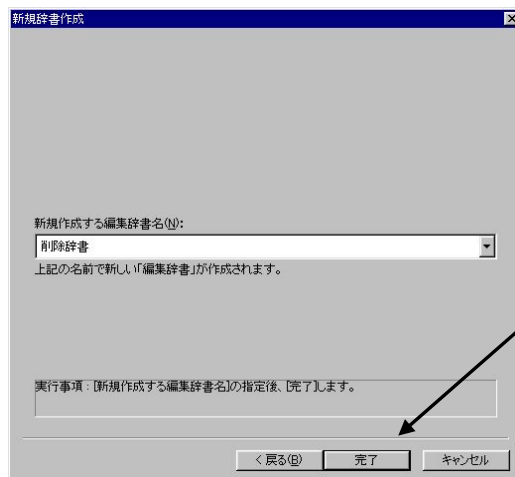 新規辞書作成
新規作成する編集辞書名(N):
削除辞書
上記の名前で新しい「編集辞書」が作成されます。
実行事項：[新規作成する編集辞書名]の指定後、[完了]します。
< 戻る(B)
完了
キャンセル